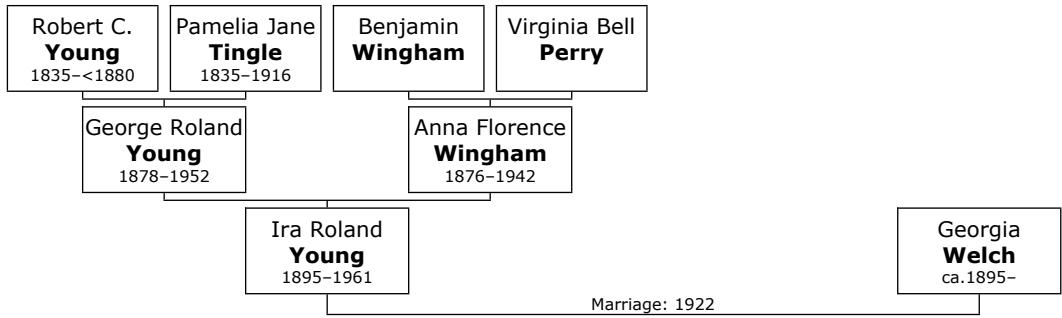 Robert C.
Young
1835–<1880
Pamelia Jane
Tingle
1835–1916
Benjamin
Wingham
Virginia Bell
Perry
George Roland
Young
1878–1952
Anna Florence
Wingham
1876–1942
Ira Roland
Young
1895–1961
Georgia
Welch
ca.1895–
Marriage: 1922